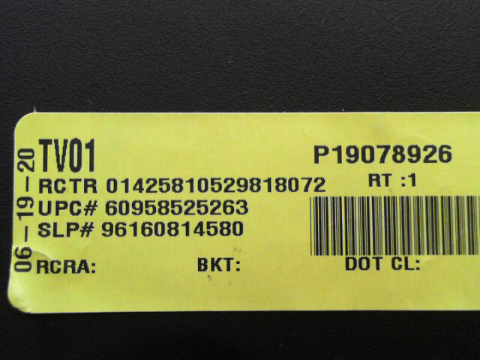 06-19-20
TV01
P19078926
RCTR 01425810529818072
RT :1
UPC# 60958525263
SLP# 96160814580
RCRA: BKT: DOT CL: